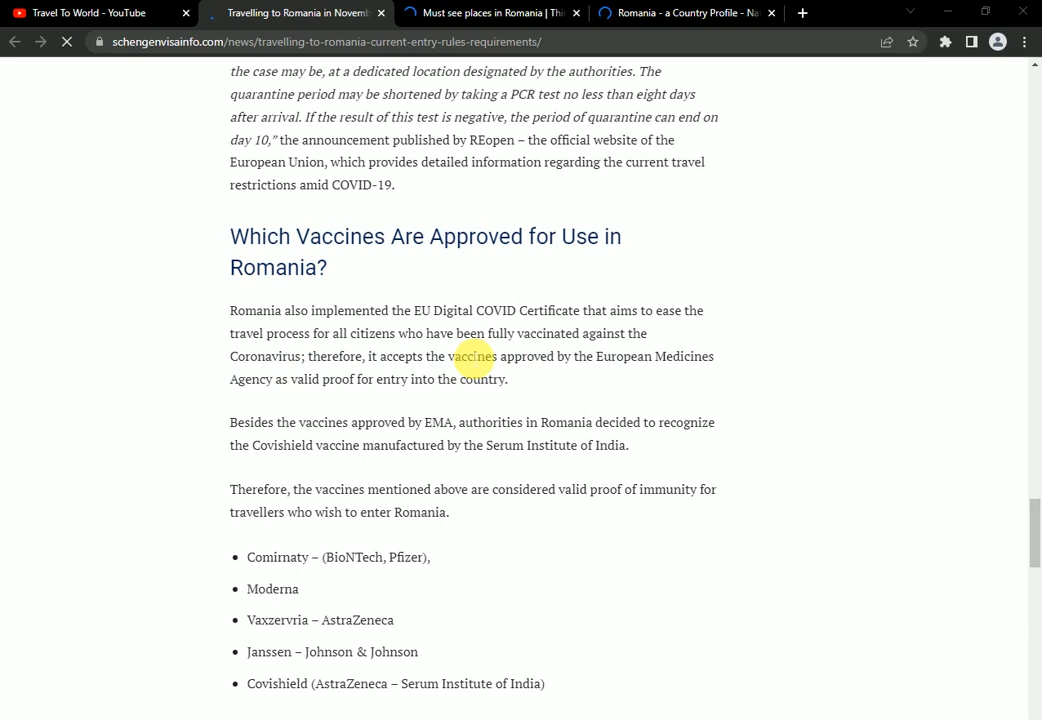 Travel To World - YouTube
Travelling to Romania in Novemb
Must see places in Romania | Thi
Romania - a Country Profile - Na
schengenvisainfo.com/news/travelling-to-romania-current-entry-rules-requirements/
the case may be, at a dedicated location designated by the authorities. The
quarantine period may be shortened by taking a PCR test no less than eight days
after arrival. If the result of this test is negative, the period of quarantine can end on
day 10,” the announcement published by REopen – the official website of the
European Union, which provides detailed information regarding the current travel
restrictions amid COVID-19.
Which Vaccines Are Approved for Use in
Romania?
Romania also implemented the EU Digital COVID Certificate that aims to ease the
travel process for all citizens who have been fully vaccinated against the
Coronavirus; therefore, it accepts the vaccines approved by the European Medicines
Agency as valid proof for entry into the country.
Besides the vaccines approved by EMA, authorities in Romania decided to recognize
the Covishield vaccine manufactured by the Serum Institute of India.
Therefore, the vaccines mentioned above are considered valid proof of immunity for
travellers who wish to enter Romania.
• Comirnaty – (BioNTech, Pfizer),
• Moderna
• Vaxzervria – AstraZeneca
• Janssen – Johnson & Johnson
• Covishield (AstraZeneca – Serum Institute of India)